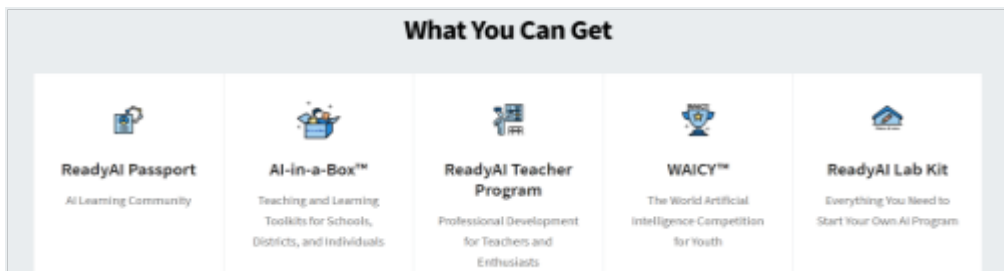 What You Can Get
ReadyAI Passport
AI Learning Community
AI-in-a-Box™
Teaching and Learning
Toolkits for Schools,
Districts, and Individuals
ReadyAI Teacher
Program
Professional Development
for Teachers and
Enthusiasts
WAICY™
The World Artificial
Intelligence Competition
for Youth
ReadyAI Lab Kit
Everything You Need to
Start Your Own AI Program